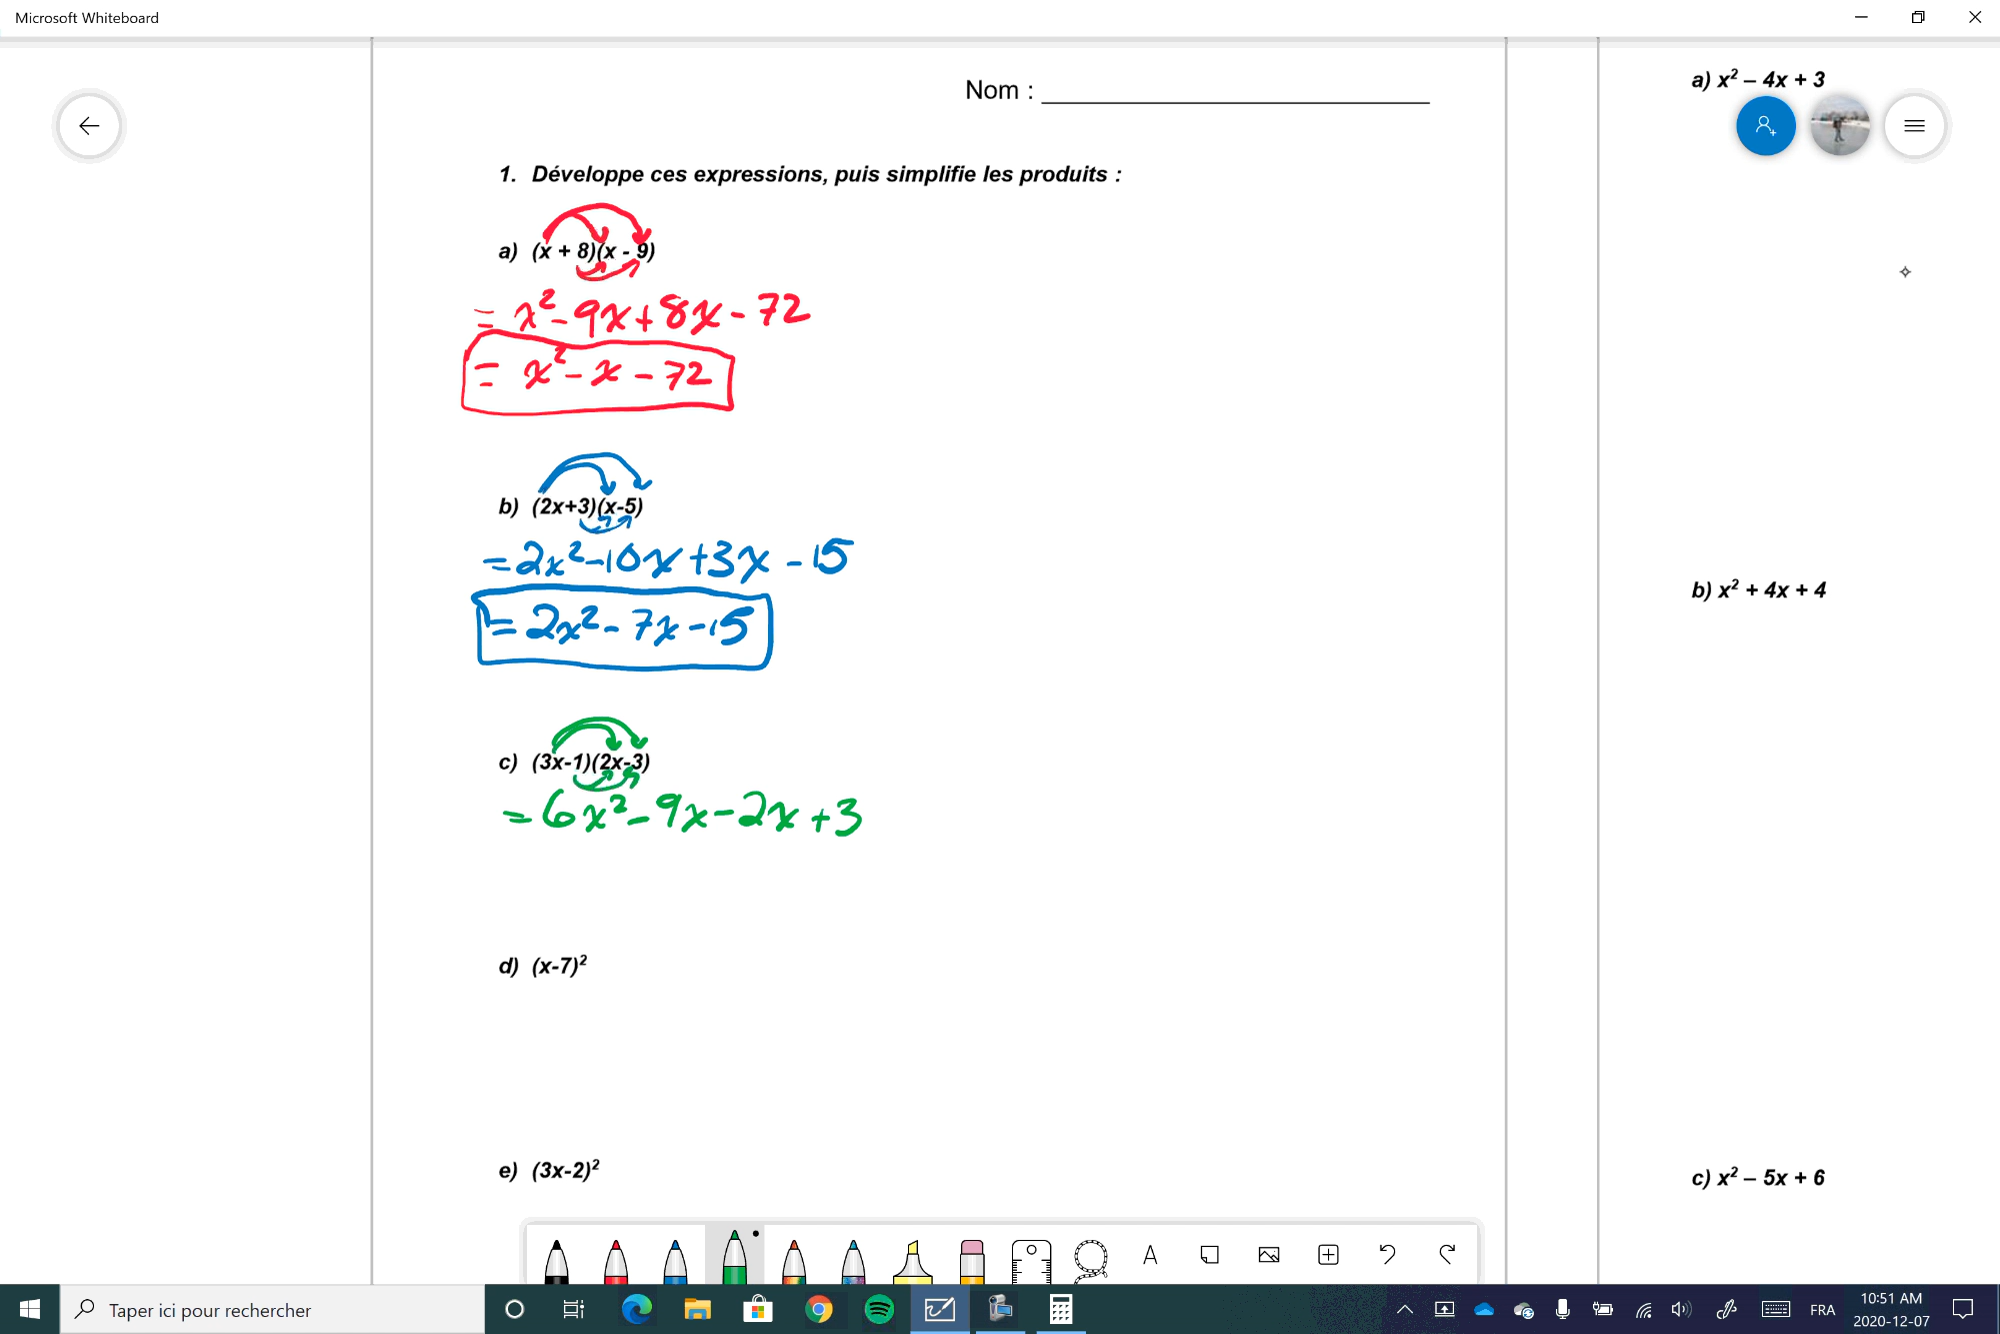 Microsoft Whiteboard
Nom : ____________________
1. Développe ces expressions, puis simplifie les produits :
a) (x + 8)(x - 9)
= x² - 9x + 8x - 72
= x² - x - 72
b) (2x+3)(x-5)
= 2x² - 10x + 3x - 15
= 2x² - 7x - 15
c) (3x-1)(2x-3)
= 6x² - 9x - 2x + 3
d) (x-7)²
e) (3x-2)²
a) x² – 4x + 3
b) x² + 4x + 4
c) x² – 5x + 6
A
Taper ici pour rechercher
FRA
10:51 AM
2020-12-07